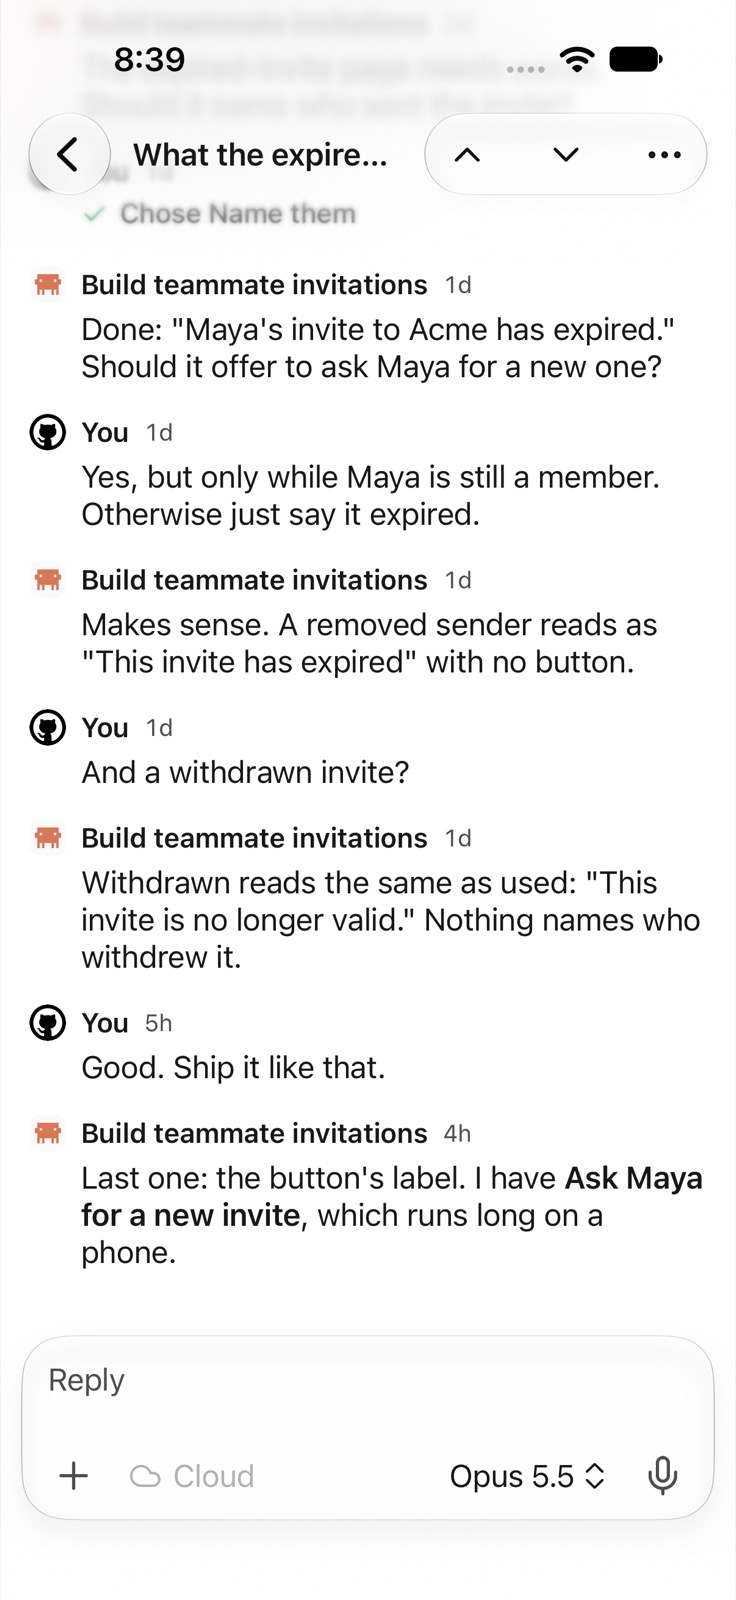 8:39
What the expire...
Chose Name them
Build teammate invitations 1d
Done: "Maya's invite to Acme has expired."
Should it offer to ask Maya for a new one?
You 1d
Yes, but only while Maya is still a member.
Otherwise just say it expired.
Build teammate invitations 1d
Makes sense. A removed sender reads as
"This invite has expired" with no button.
You 1d
And a withdrawn invite?
Build teammate invitations 1d
Withdrawn reads the same as used: "This
invite is no longer valid." Nothing names who
withdrew it.
You 5h
Good. Ship it like that.
Build teammate invitations 4h
Last one: the button's label. I have Ask Maya
for a new invite, which runs long on a
phone.
Reply
Cloud
Opus 5.5